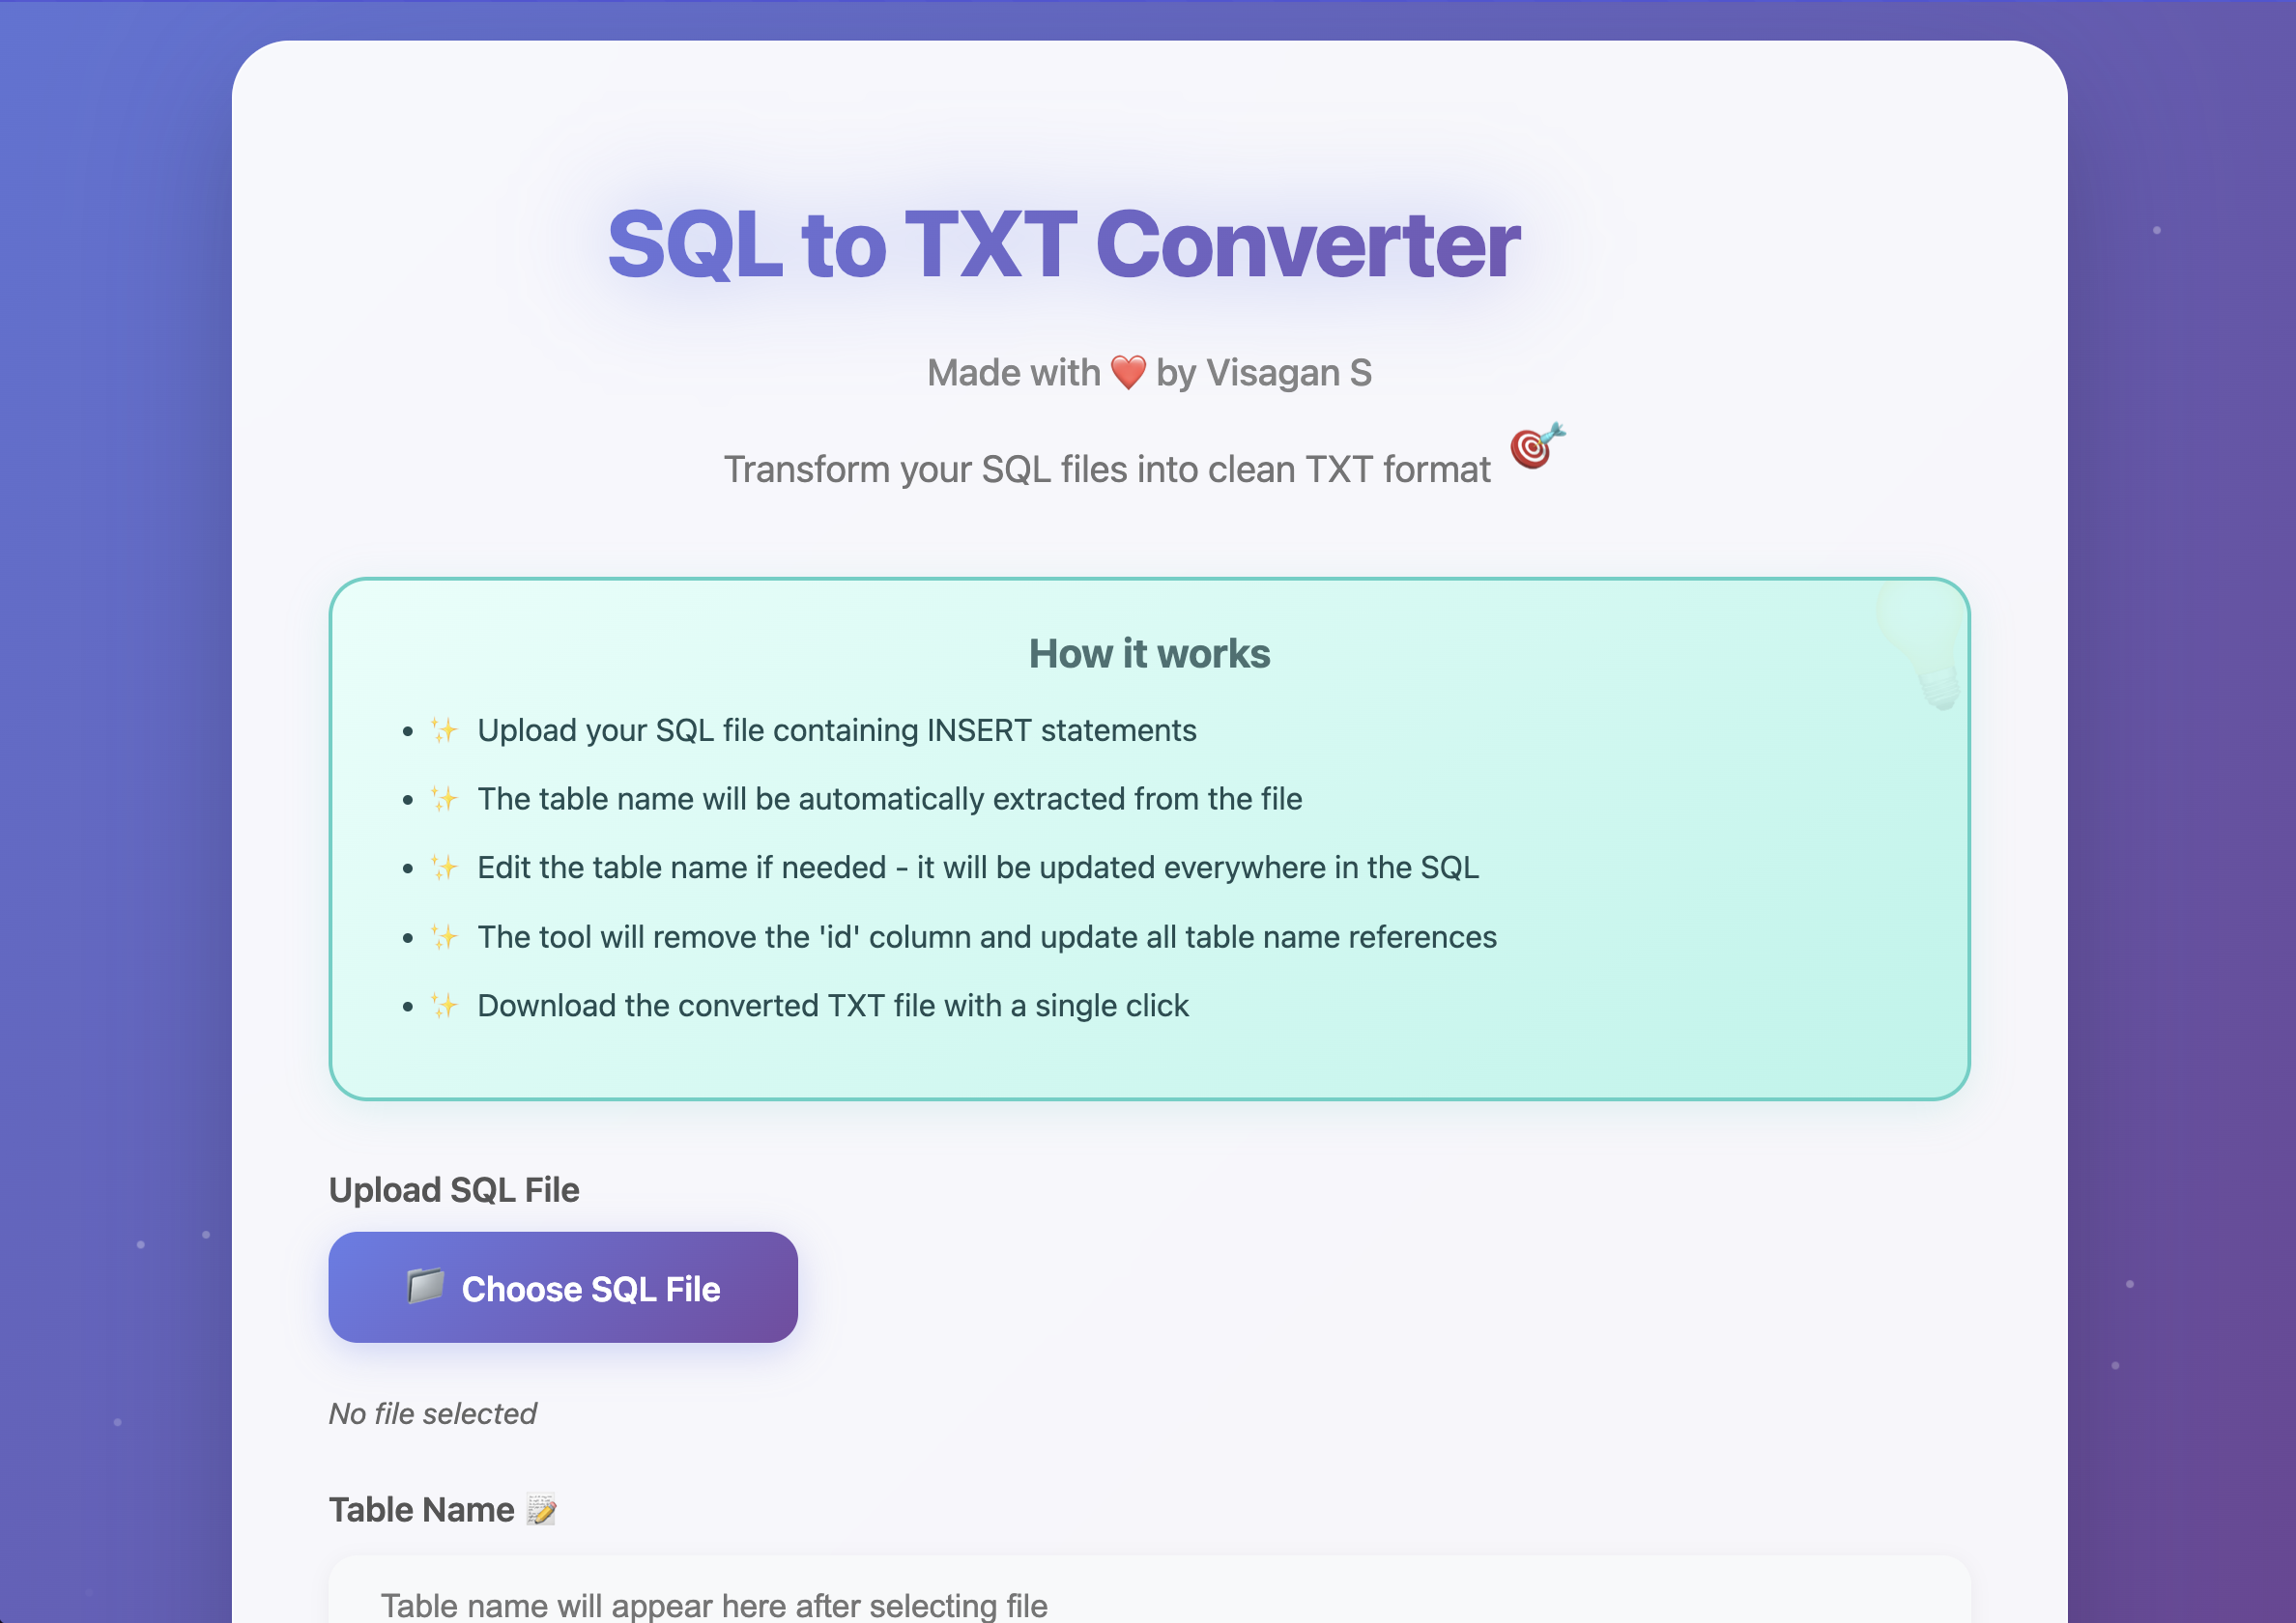 SQL to TXT Converter
Made with ❤️ by Visagan S
Transform your SQL files into clean TXT format 🎯
How it works
• ✨ Upload your SQL file containing INSERT statements
• ✨ The table name will be automatically extracted from the file
• ✨ Edit the table name if needed - it will be updated everywhere in the SQL
• ✨ The tool will remove the 'id' column and update all table name references
• ✨ Download the converted TXT file with a single click
Upload SQL File
📁 Choose SQL File
No file selected
Table Name 📝
Table name will appear here after selecting file